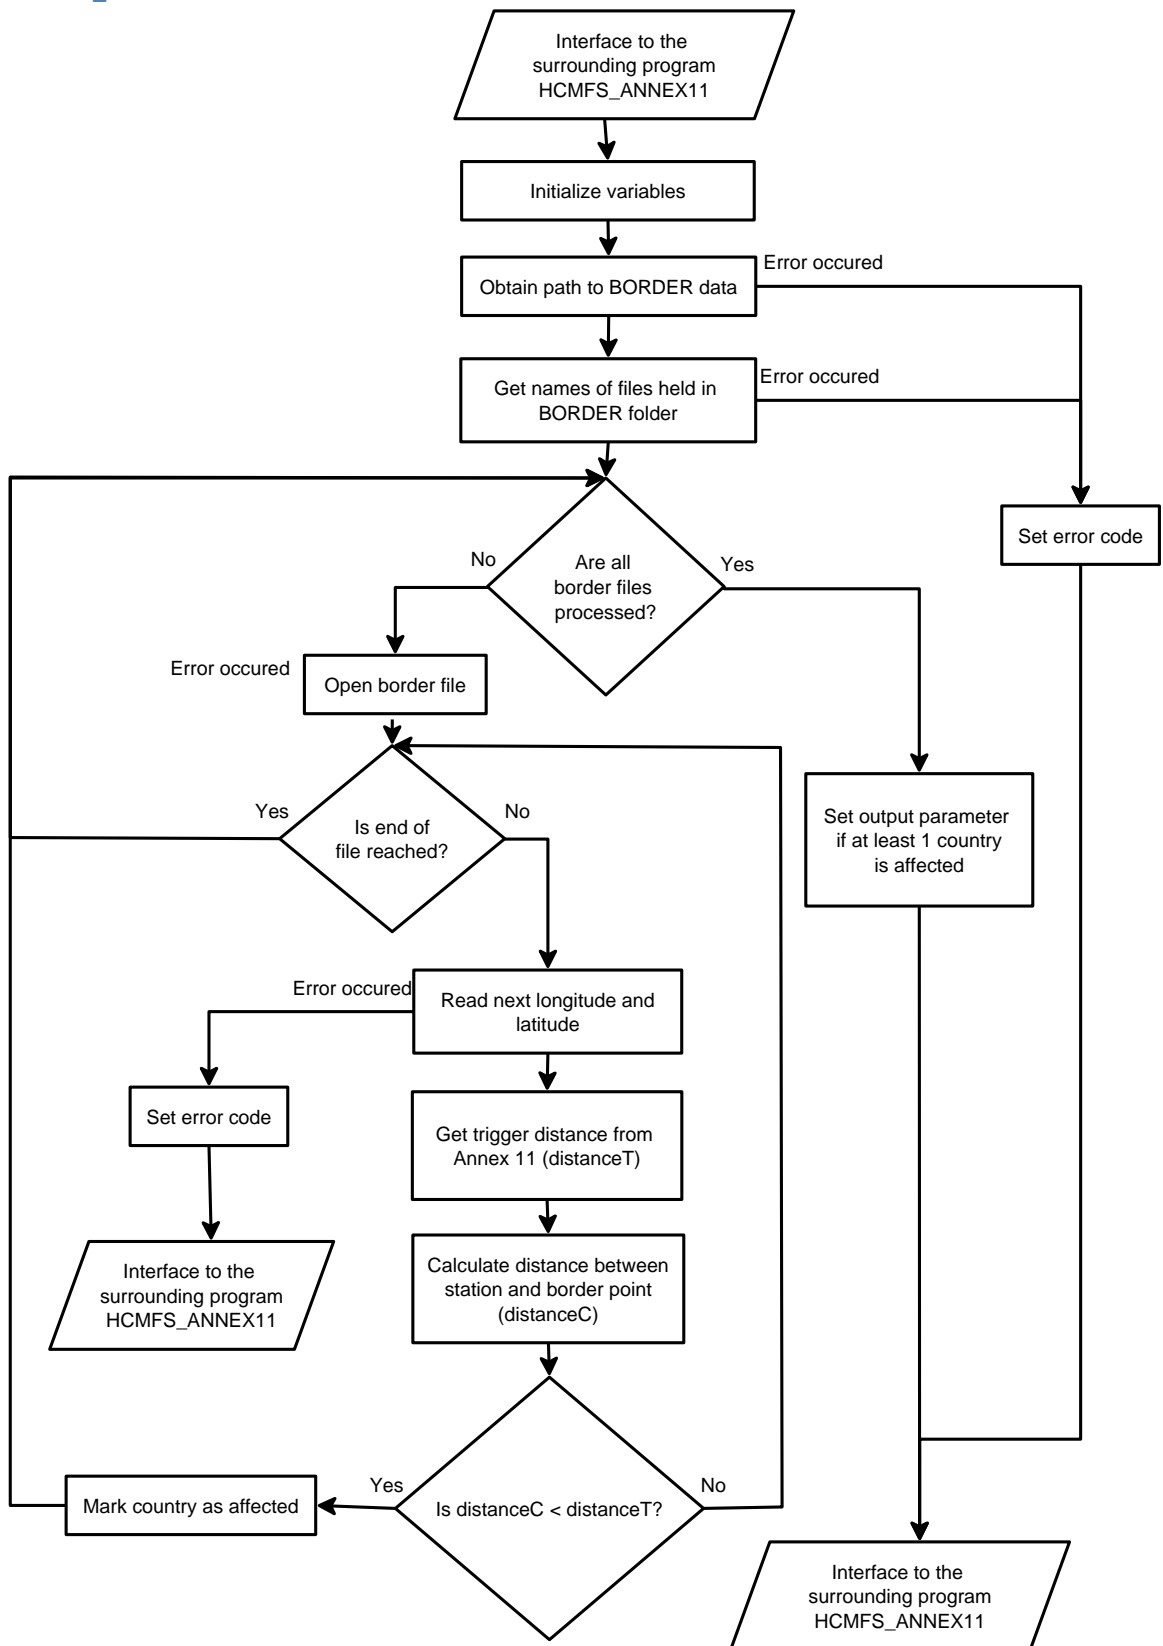 Interface to the
surrounding program
HCMFS_ANNEX11
Initialize variables
Error occured
Obtain path to BORDER data
Error occured
Get names of files held in
BORDER folder
Set error code
No
Are all
border files
processed?
Yes
Error occured
Open border file
Yes
Is end of
file reached?
No
Set output parameter
if at least 1 country
is affected
Error occured
Read next longitude and
latitude
Set error code
Get trigger distance from
Annex 11 (distanceT)
Interface to the
surrounding program
HCMFS_ANNEX11
Calculate distance between
station and border point
(distanceC)
Mark country as affected
Yes
Is distanceC < distanceT?
No
Interface to the
surrounding program
HCMFS_ANNEX11